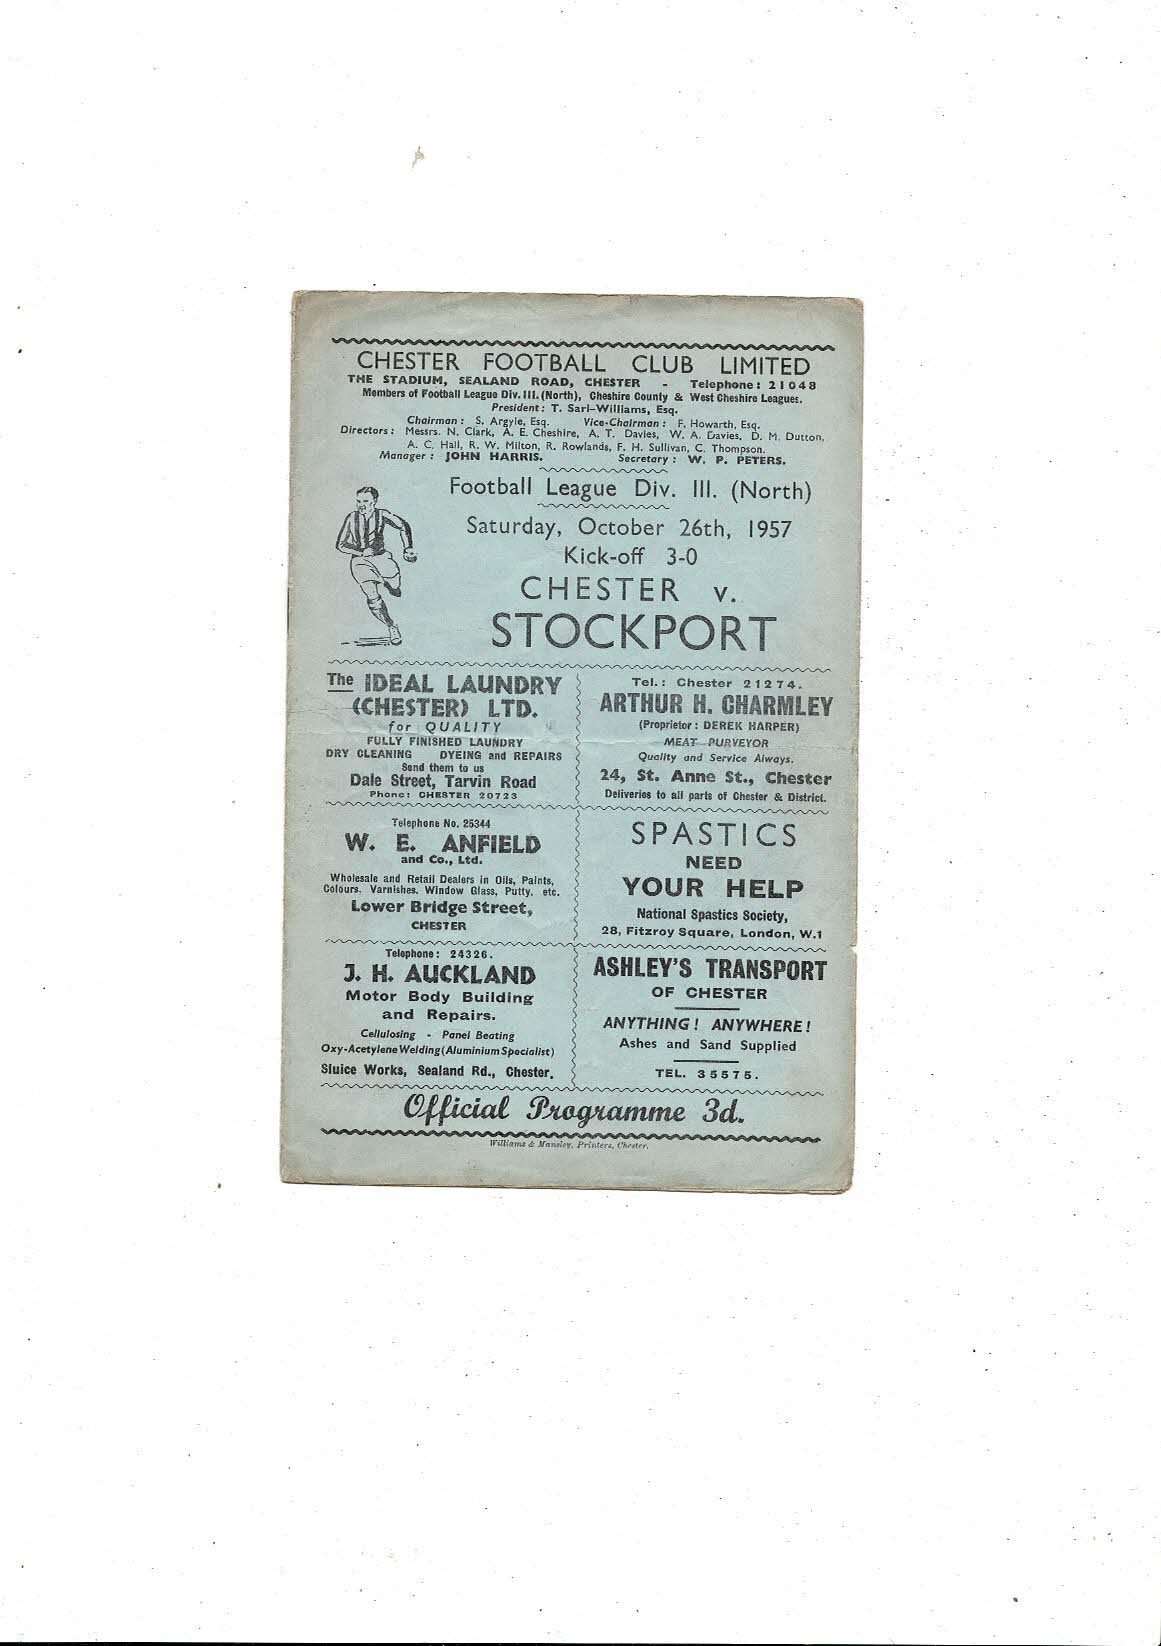 CHESTER FOOTBALL CLUB LIMITED
THE STADIUM, SEALAND ROAD, CHESTER - Telephone: 21048
Members of Football League Div. III. (North), Cheshire County & West Cheshire Leagues.
President: T. Sarl-Williams, Esq.
Chairman: S. Argyle, Esq. Vice-Chairman: F. Howarth, Esq.
Directors: Messrs. N. Clark, A. E. Cheshire, A. T. Davies, W. A. Davies, D. M. Dutton,
A. C. Hall, R. W. Milton, R. Rowlands, F. H. Sullivan, C. Thompson.
Manager: JOHN HARRIS. Secretary: W. P. PETERS.
Football League Div. III. (North)
Saturday, October 26th, 1957
Kick-off 3-0
CHESTER v.
STOCKPORT
The IDEAL LAUNDRY
(CHESTER) LTD.
for QUALITY
FULLY FINISHED LAUNDRY
DRY CLEANING DYEING and REPAIRS
Send them to us
Dale Street, Tarvin Road
Phone: CHESTER 20723
Tel.: Chester 21274.
ARTHUR H. CHARMLEY
(Proprietor: DEREK HARPER)
MEAT PURVEYOR
Quality and Service Always.
24, St. Anne St., Chester
Deliveries to all parts of Chester & District.
Telephone No. 25344
W. E. ANFIELD
and Co., Ltd.
Wholesale and Retail Dealers in Oils, Paints,
Colours. Varnishes. Window Glass, Putty, etc.
Lower Bridge Street,
CHESTER
SPASTICS
NEED
YOUR HELP
National Spastics Society,
28, Fitzroy Square, London, W.1
Telephone: 24326.
J. H. AUCKLAND
Motor Body Building
and Repairs.
Cellulosing - Panel Beating
Oxy-Acetylene Welding (Aluminium Specialist)
Sluice Works, Sealand Rd., Chester.
ASHLEY'S TRANSPORT
OF CHESTER
ANYTHING! ANYWHERE!
Ashes and Sand Supplied
TEL. 35575.
Official Programme 3d.
Williams & Mansley, Printers, Chester.